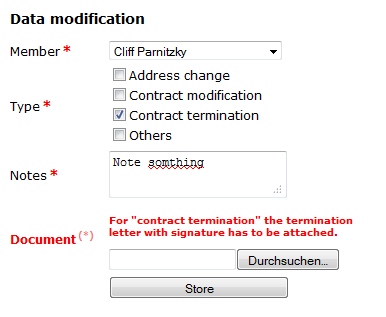 Data modification
Member * Cliff Parnitzky
Address change
Contract modification
Type * Contract termination
Others
Notes * Note somthing
For "contract termination" the termination
letter with signature has to be attached.
Document (*)
Durchsuchen...
Store